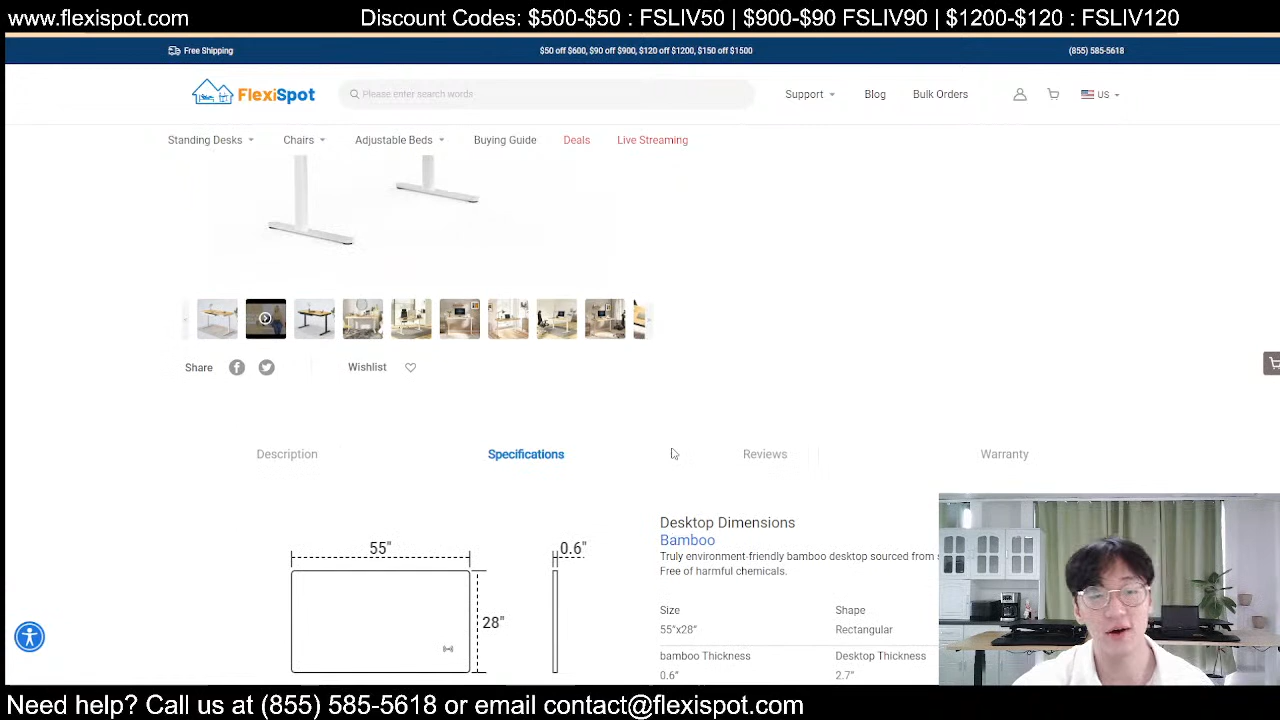 www.flexispot.com Discount Codes: $500-$50 : FSLIV50 | $900-$90 FSLIV90 | $1200-$120 : FSLIV120
Free Shipping $50 off $600, $90 off $900, $120 off $1200, $150 off $1500 (855) 585-5618
FlexiSpot Please enter search words Support Blog Bulk Orders US
Standing Desks Chairs Adjustable Beds Buying Guide Deals Live Streaming
Share Wishlist
Description Specifications Reviews Warranty
55" 0.6"
28"
Desktop Dimensions
Bamboo
Truly environment-friendly bamboo desktop sourced from
Free of harmful chemicals.
Size Shape
55"x28" Rectangular
bamboo Thickness Desktop Thickness
0.6" 2.7"
Need help? Call us at (855) 585-5618 or email contact@flexispot.com